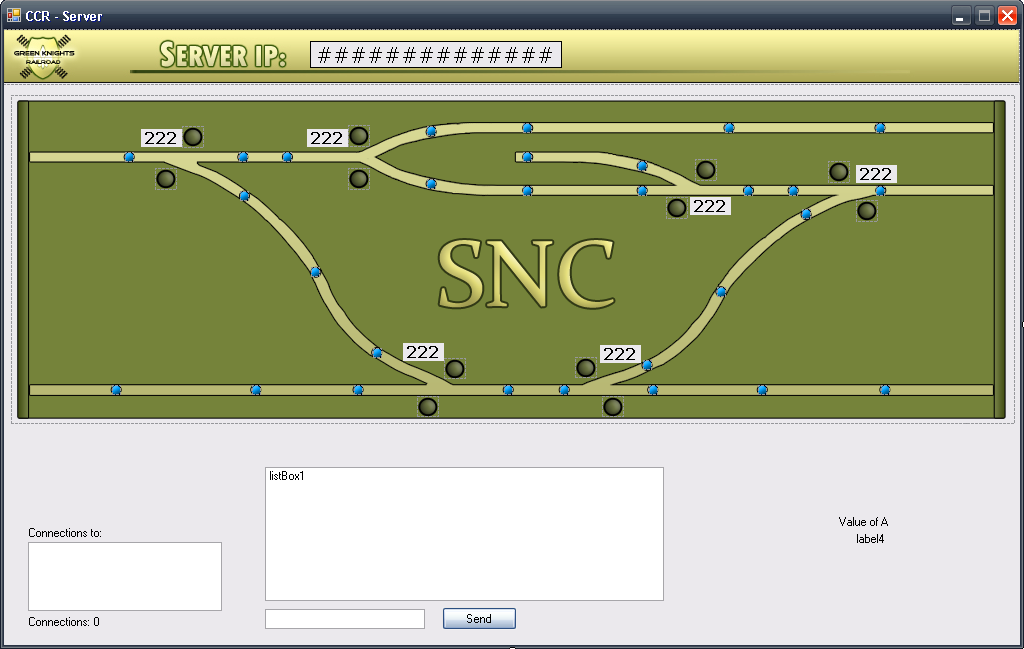 CCR - Server
GREEN KNIGHTS
RAILROAD
SERVER IP: #############
222
222
222
222
SNC
222
222
listBox1
Value of A
Connections to:
label4
Connections: 0
Send